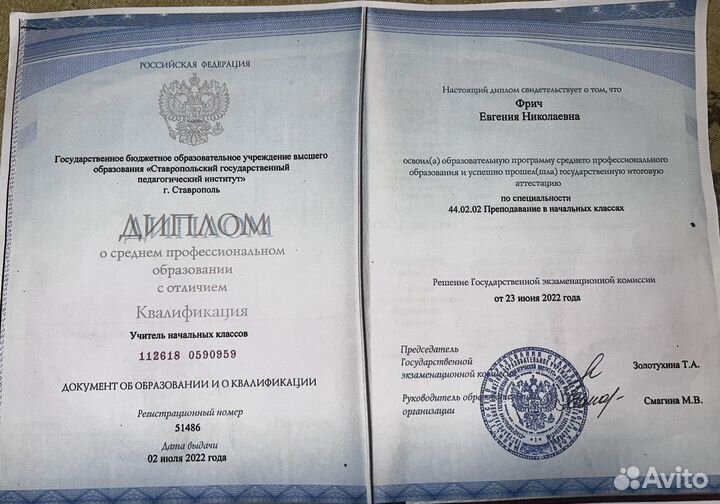 РОССИЙСКАЯ ФЕДЕРАЦИЯ
Государственное бюджетное образовательное учреждение высшего
образования «Ставропольский государственный
педагогический институт»
г. Ставрополь
ДИПЛОМ
о среднем профессиональном
образовании
с отличием
Квалификация
Учитель начальных классов
112618 0590959
ДОКУМЕНТ ОБ ОБРАЗОВАНИИ И О КВАЛИФИКАЦИИ
Регистрационный номер
51486
Дата выдачи
02 июля 2022 года
Настоящий диплом свидетельствует о том, что
Фрич
Евгения Николаевна
освоил(а) образовательную программу среднего профессионального
образования и успешно прошел(шла) государственную итоговую
аттестацию
по специальности
44.02.02 Преподавание в начальных классах
Решение Государственной экзаменационной комиссии
от 23 июня 2022 года
Председатель
Государственной
экзаменационной
Золотухина Т.А.
Руководитель
организации
Смагина М.В.
Avito